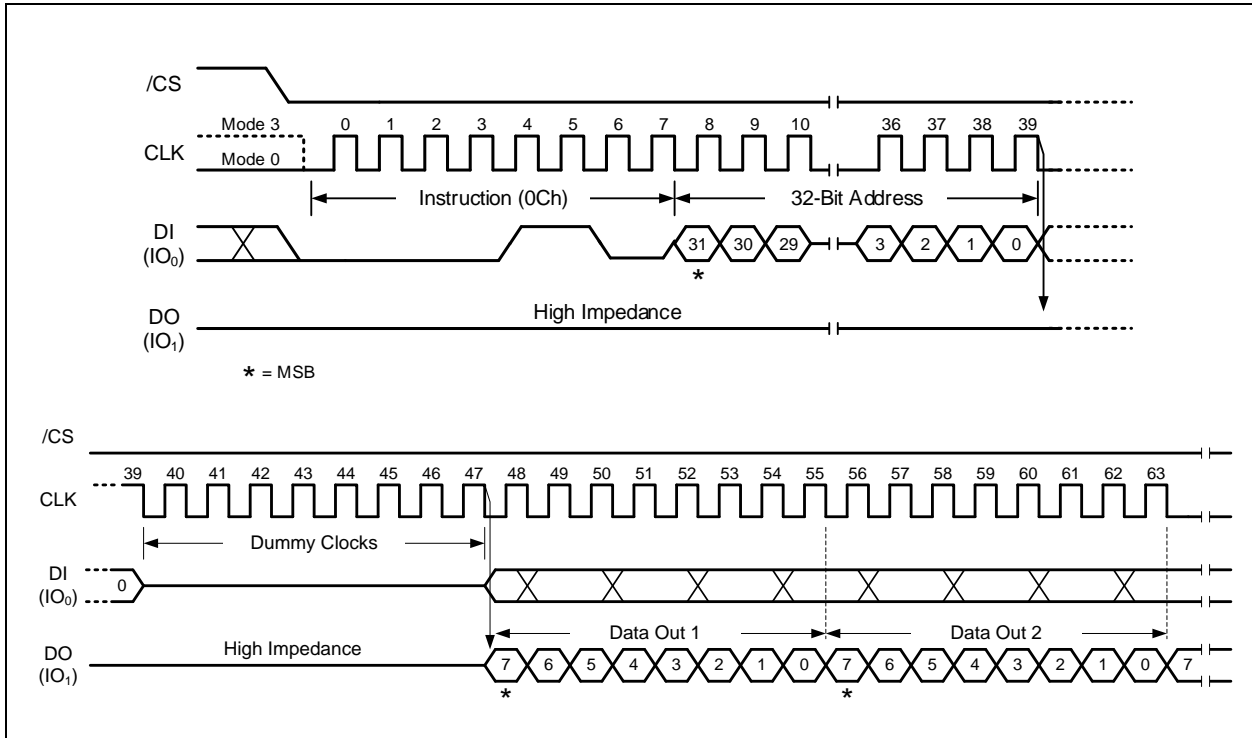 /CS
Mode 3 0 1 2 3 4 5 6 7 8 9 10 36 37 38 39
CLK Mode 0
Instruction (0Ch) 32-Bit Address
DI
(IO₀) 31 30 29 3 2 1 0
*
DO High Impedance
(IO₁)
* = MSB
/CS
39 40 41 42 43 44 45 46 47 48 49 50 51 52 53 54 55 56 57 58 59 60 61 62 63
CLK
Dummy Clocks
DI
(IO₀) 0
High Impedance Data Out 1 Data Out 2
DO
(IO₁) 7 6 5 4 3 2 1 0 7 6 5 4 3 2 1 0 7
* *